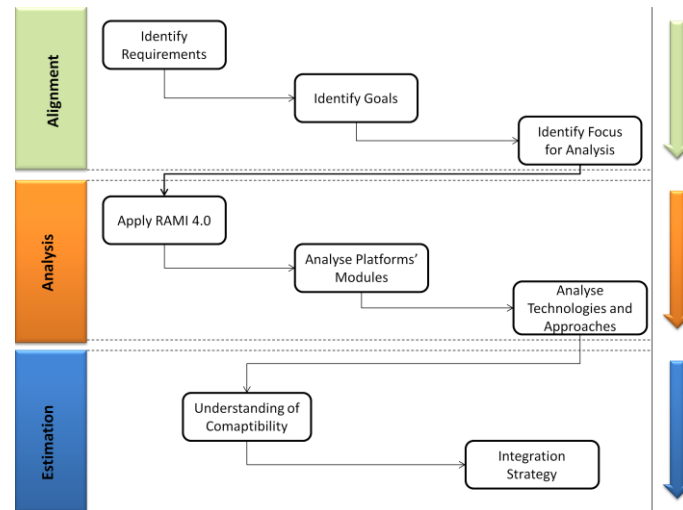 Alignment
Identify
Requirements
Identify Goals
Identify Focus
for Analysis
Analysis
Apply RAMI 4.0
Analyse Platforms'
Modules
Analyse
Technologies and
Approaches
Estimation
Understanding of
Comaptibility
Integration
Strategy